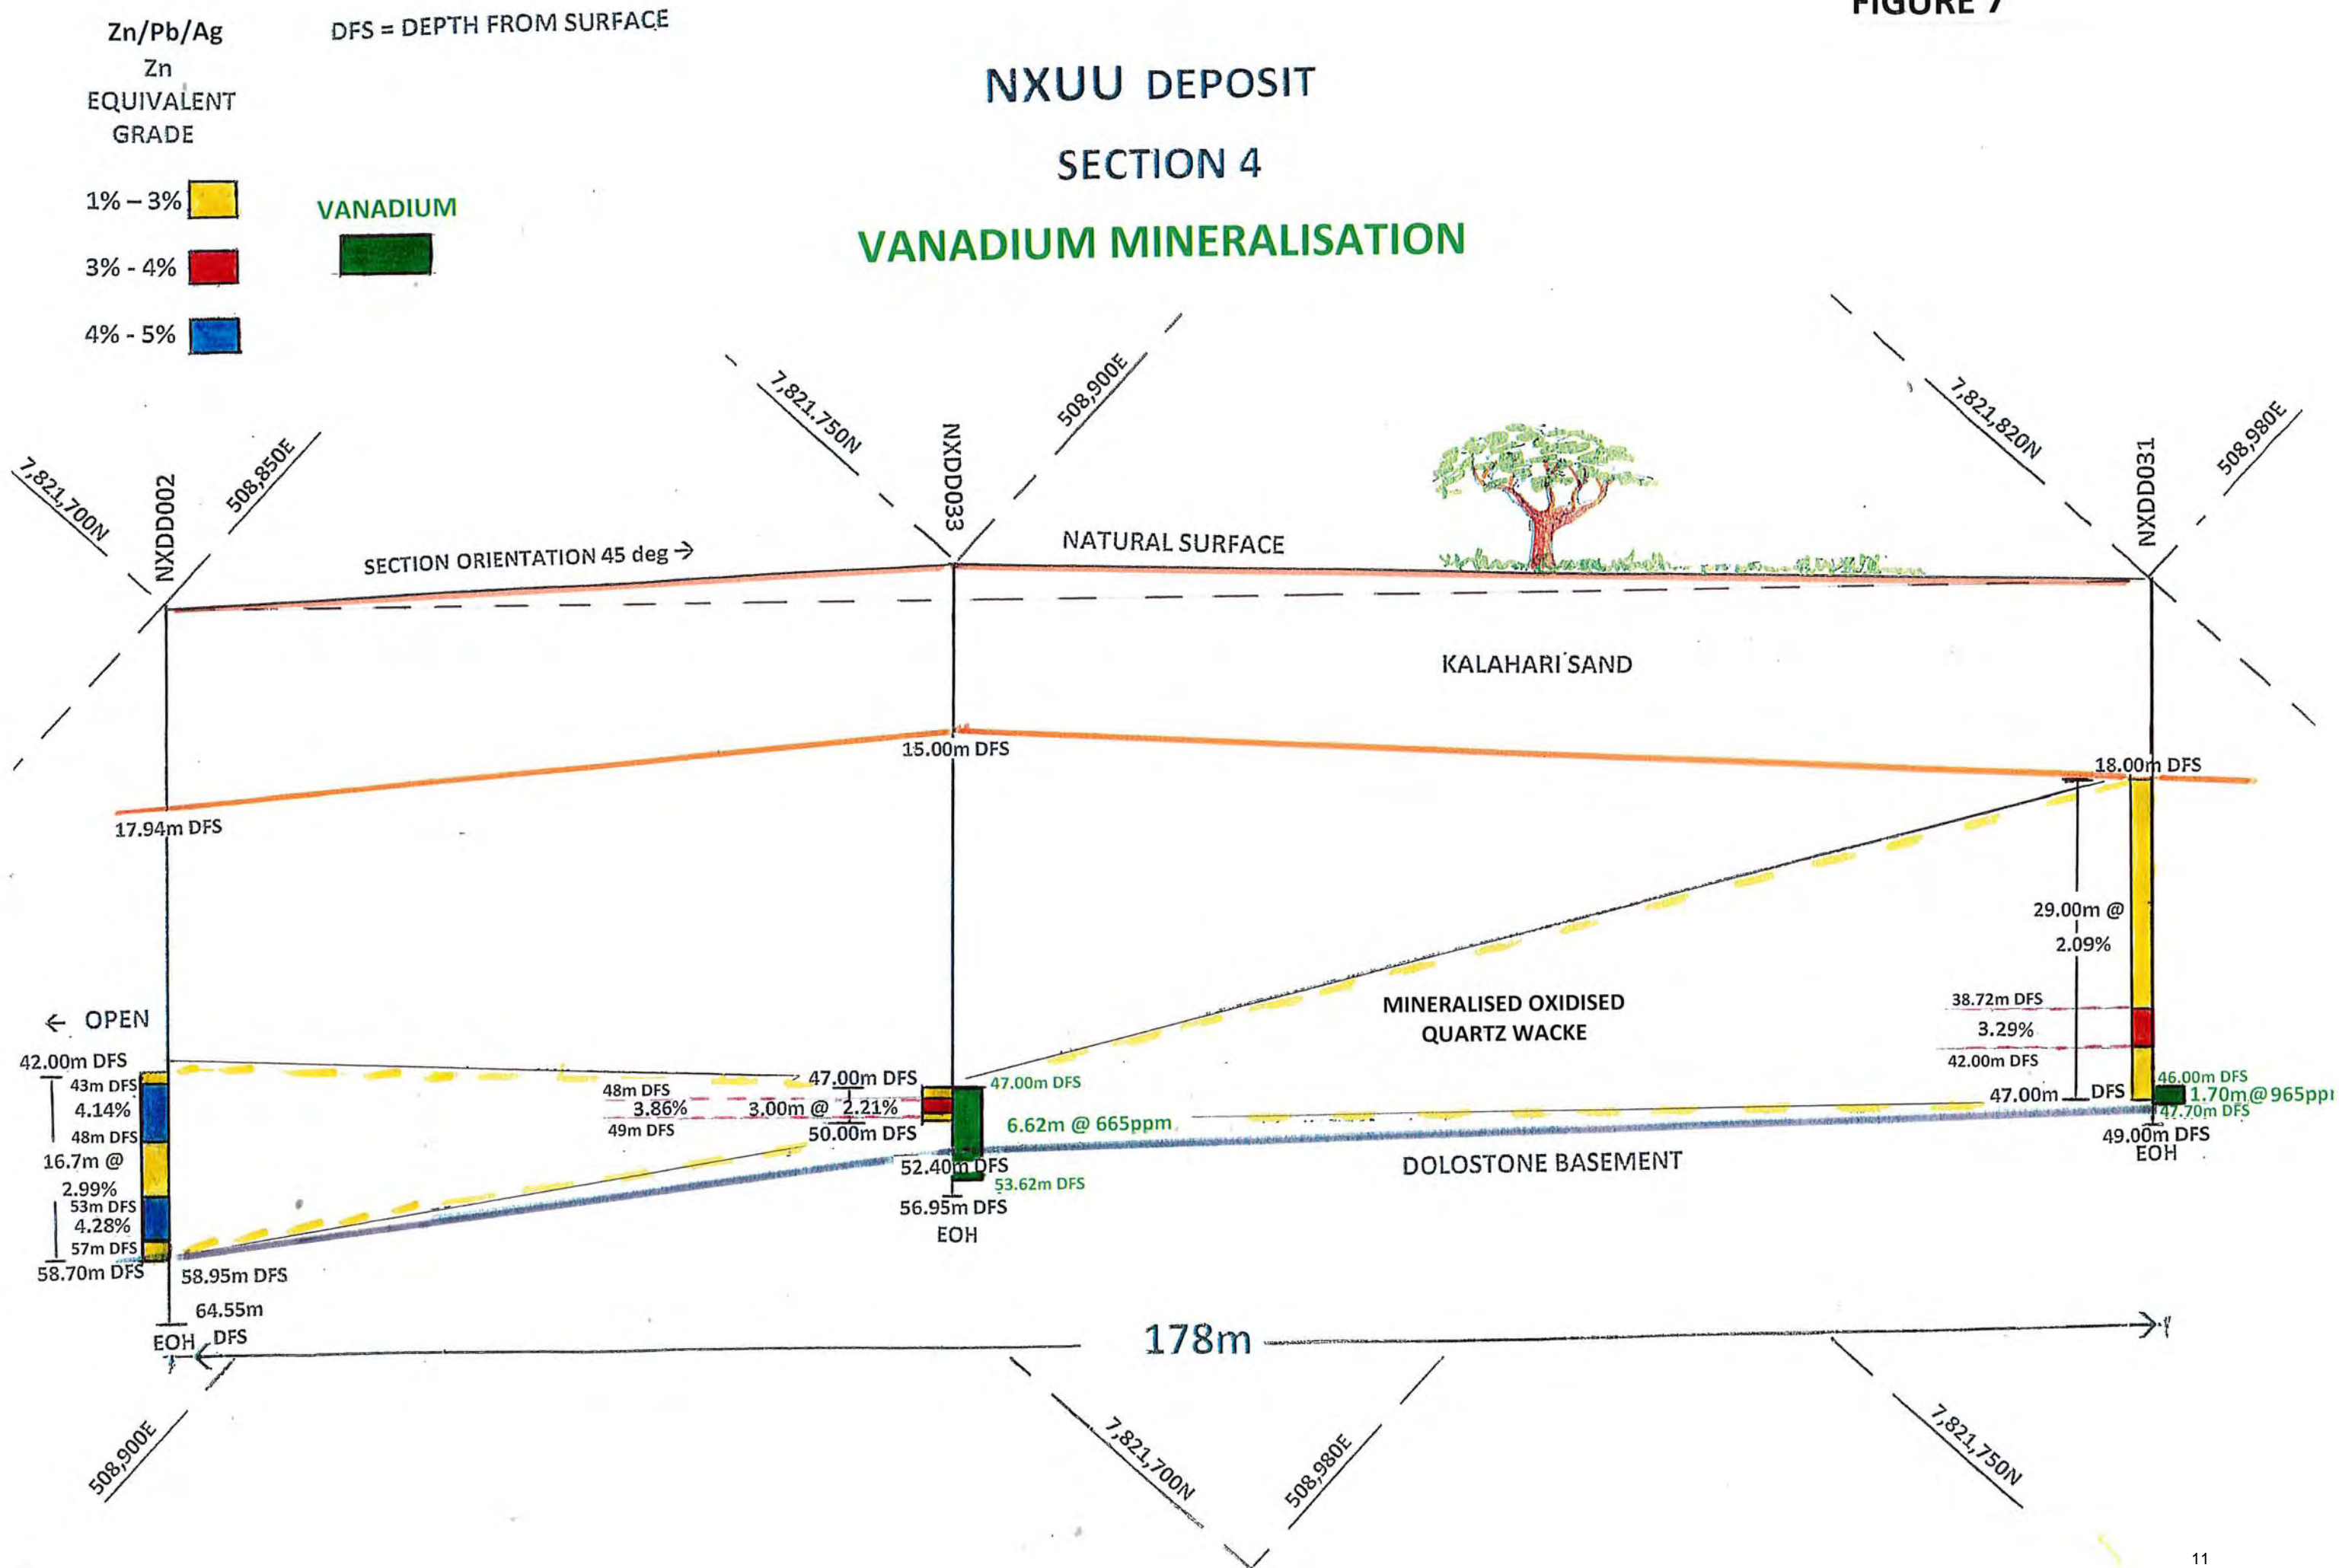 FIGURE 7
Zn/Pb/Ag
Zn
EQUIVALENT
GRADE
DFS = DEPTH FROM SURFACE
NXUU DEPOSIT
SECTION 4
VANADIUM MINERALISATION
1% – 3%
3% - 4%
4% - 5%
VANADIUM
7,821,700N
508,850E
NXDD002
7,821.750N
508,900E
NXDD033
7,821,820N
508,980E
NXDD0331
SECTION ORIENTATION 45 deg →
NATURAL SURFACE
KALAHARI SAND
17.94m DFS
15.00m DFS
18.00m DFS
29.00m @
2.09%
MINERALISED OXIDISED
QUARTZ WACKE
38.72m DFS
3.29%
42.00m DFS
47.00m DFS
46.00m DFS
1.70m@965pp
47.70m DFS
49.00m DFS
EOH
← OPEN
42.00m DFS
43m DFS
4.14%
48m DFS
16.7m @
2.99%
53m DFS
4.28%
57m DFS
58.70m DFS
58.95m DFS
64.55m
DFS
EOH
47.00m DFS
48m DFS
3.86%
49m DFS
3.00m @ 2.21%
50.00m DFS
47.00m DFS
6.62m @ 665ppm
52.40m DFS
53.62m DFS
56.95m DFS
EOH
DOLOSTONE BASEMENT
178m
508,900E
7,821,700N
508,980E
7,821,750N
11